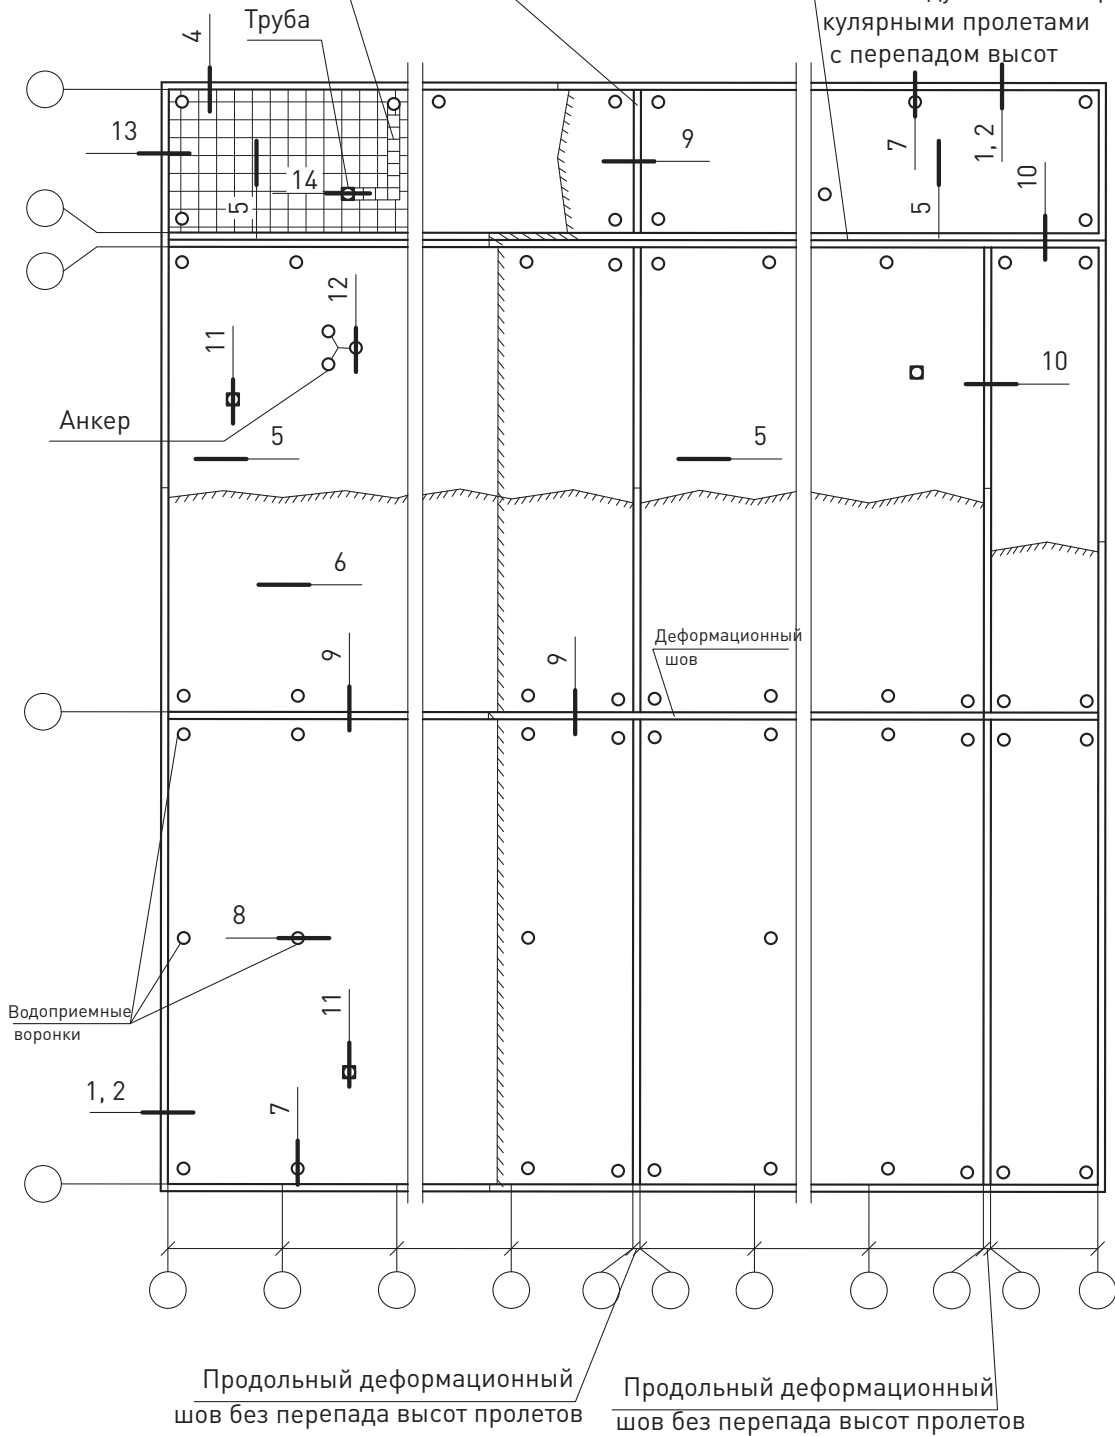 кулярными пролетами
с перепадом высот
Труба
4
13
14
5
9
7
1, 2
5
10
12
11
10
Анкер
5
5
6
9
9
Деформационный
шов
8
Водоприемные
воронки
11
1, 2
7
Продольный деформационный
шов без перепада высот пролетов
Продольный деформационный
шов без перепада высот пролетов